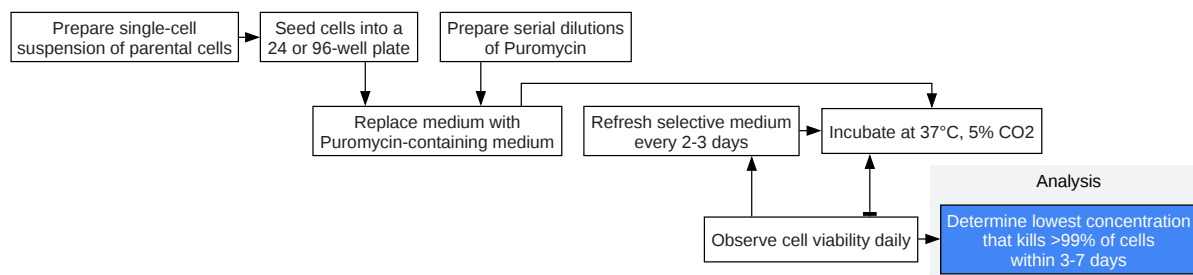 Prepare single-cell
suspension of parental cells
Seed cells into a
24 or 96-well plate
Prepare serial dilutions
of Puromycin
Replace medium with
Puromycin-containing medium
Refresh selective medium
every 2-3 days
Incubate at 37°C, 5% CO2
Analysis
Observe cell viability daily
Determine lowest concentration
that kills >99% of cells
within 3-7 days